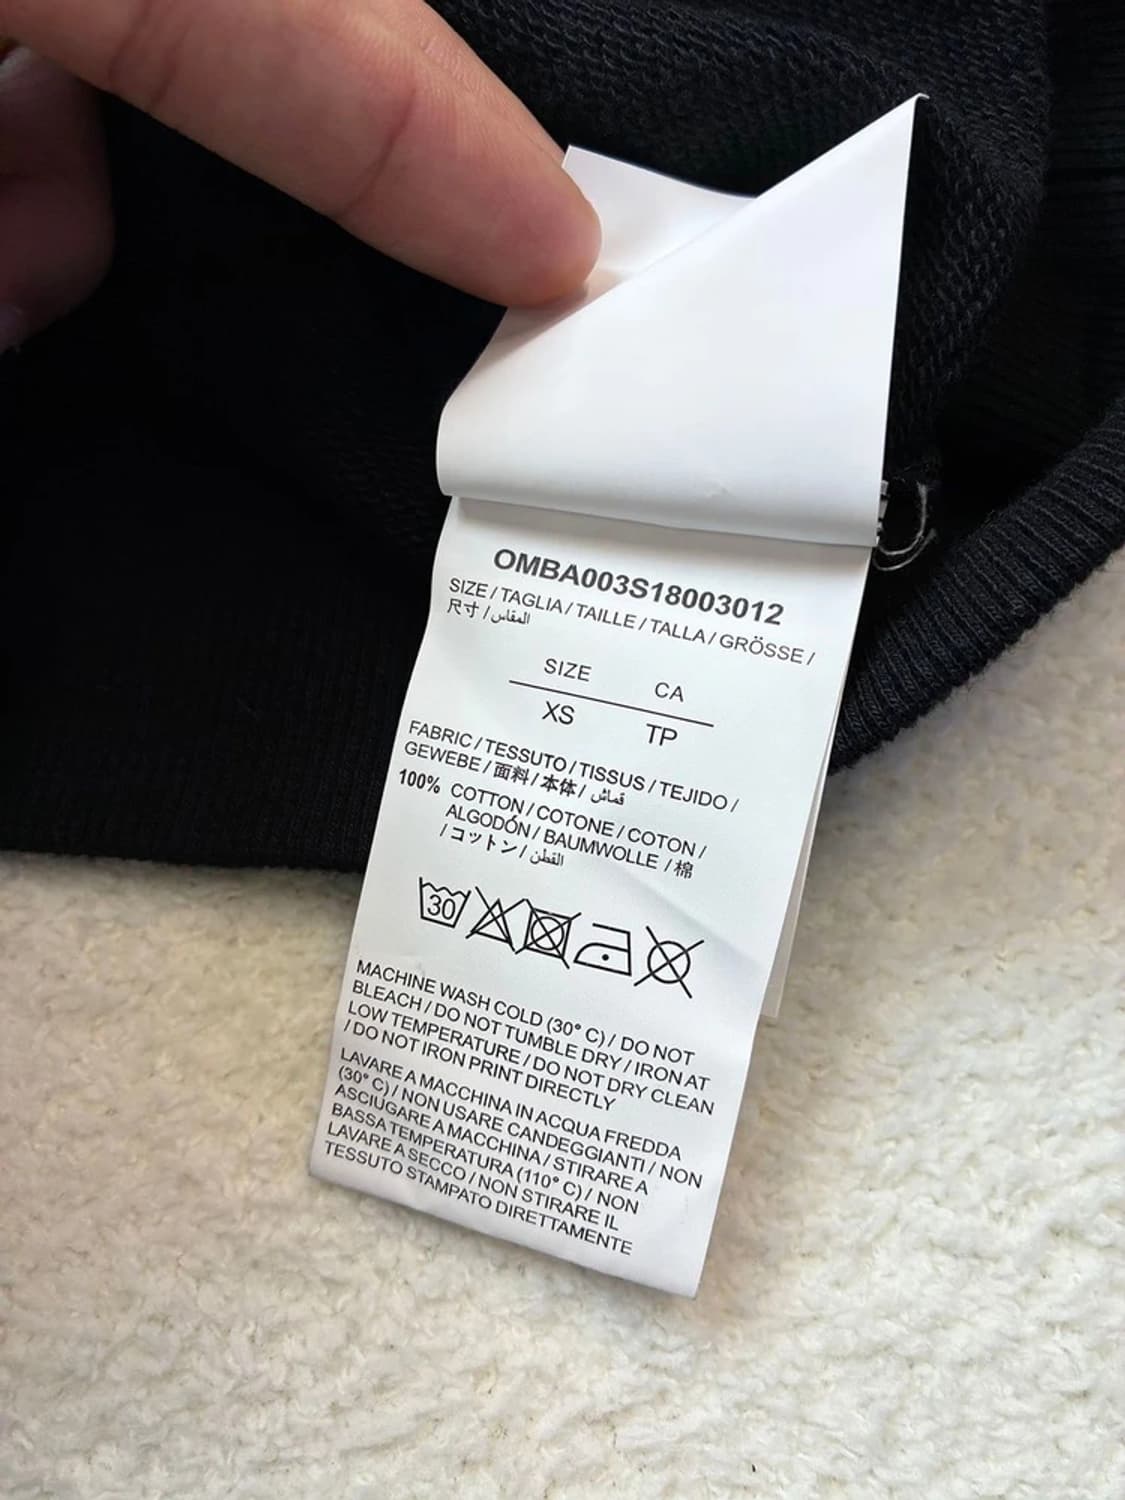 OMBA003S18003012
SIZE / TAGLIA / TAILLE / TALLA / GRÖSSE /
尺寸 / المقاس
SIZE CA
XS TP
FABRIC / TESSUTO / TISSUS / TEJIDO /
GEWEBE / 面料 / 本体 / قماش
100% COTTON / COTONE / COTON /
ALGODÓN / BAUMWOLLE / 棉
/ コットン / القطن
30
MACHINE WASH COLD (30° C) / DO NOT
BLEACH / DO NOT TUMBLE DRY / IRON AT
LOW TEMPERATURE / DO NOT DRY CLEAN
/ DO NOT IRON PRINT DIRECTLY
LAVARE A MACCHINA IN ACQUA FREDDA
(30° C) / NON USARE CANDEGGIANTI / NON
ASCIUGARE A MACCHINA / STIRARE A
BASSA TEMPERATURA (110° C) / NON
LAVARE A SECCO / NON STIRARE IL
TESSUTO STAMPATO DIRETTAMENTE